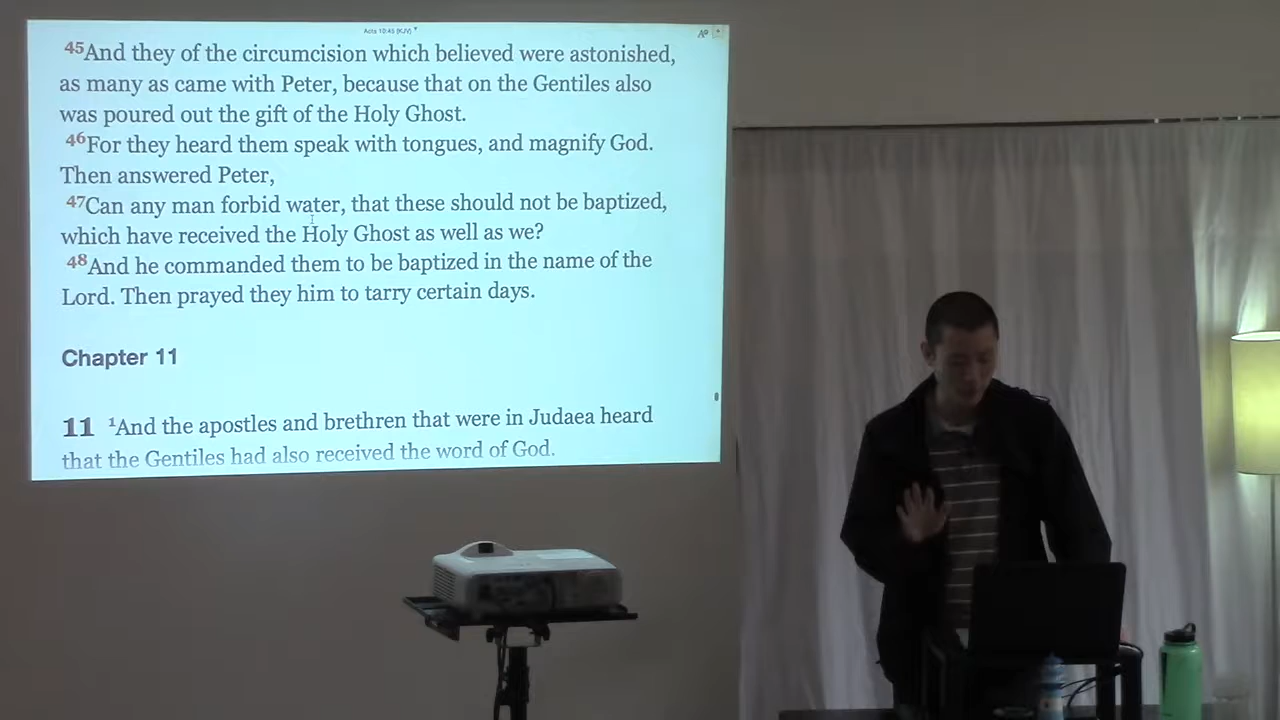 Acts 10:45 (KJV)
45And they of the circumcision which believed were astonished,
as many as came with Peter, because that on the Gentiles also
was poured out the gift of the Holy Ghost.
46For they heard them speak with tongues, and magnify God.
Then answered Peter,
47Can any man forbid water, that these should not be baptized,
which have received the Holy Ghost as well as we?
48And he commanded them to be baptized in the name of the
Lord. Then prayed they him to tarry certain days.
Chapter 11
11 1And the apostles and brethren that were in Judaea heard
that the Gentiles had also received the word of God.